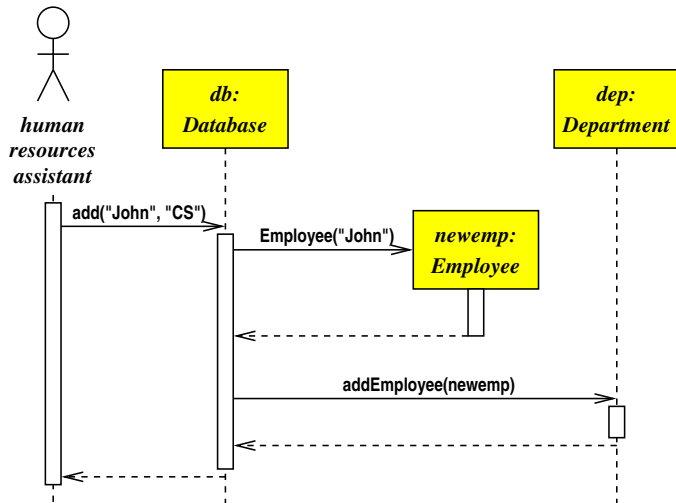 db:
Database
dep:
Department
human
resources
assistant
add("John", "CS")
Employee("John")
newemp:
Employee
addEmployee(newemp)